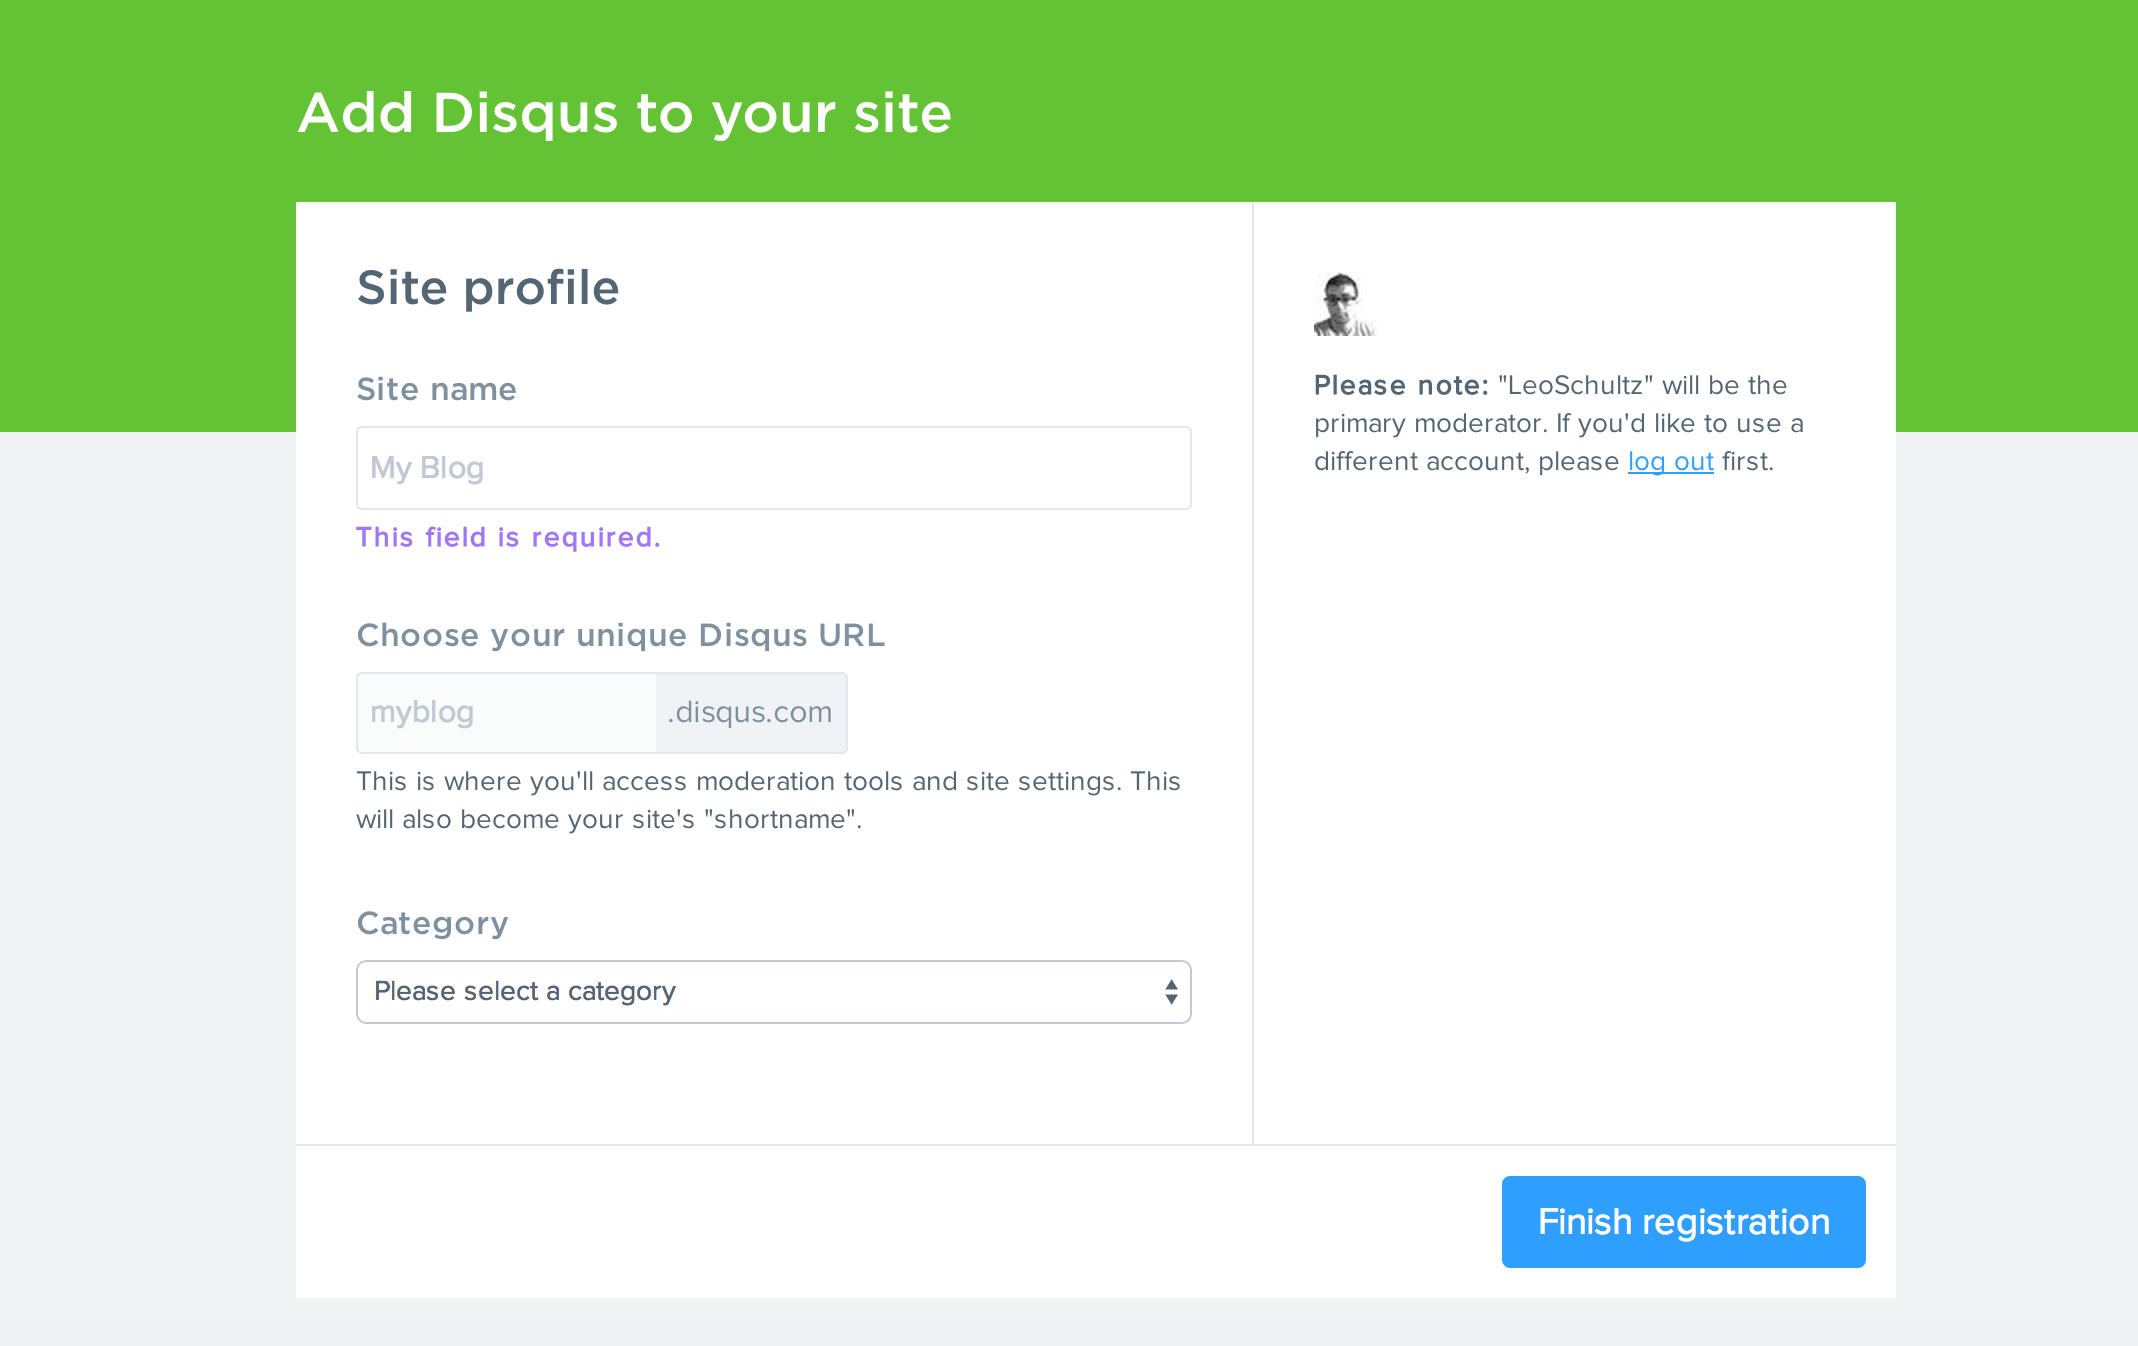 Add Disqus to your site
Site profile
Site name
My Blog
This field is required.
Choose your unique Disqus URL
myblog .disqus.com
This is where you'll access moderation tools and site settings. This
will also become your site's "shortname".
Category
Please select a category
Please note: "LeoSchultz" will be the
primary moderator. If you'd like to use a
different account, please log out first.
Finish registration